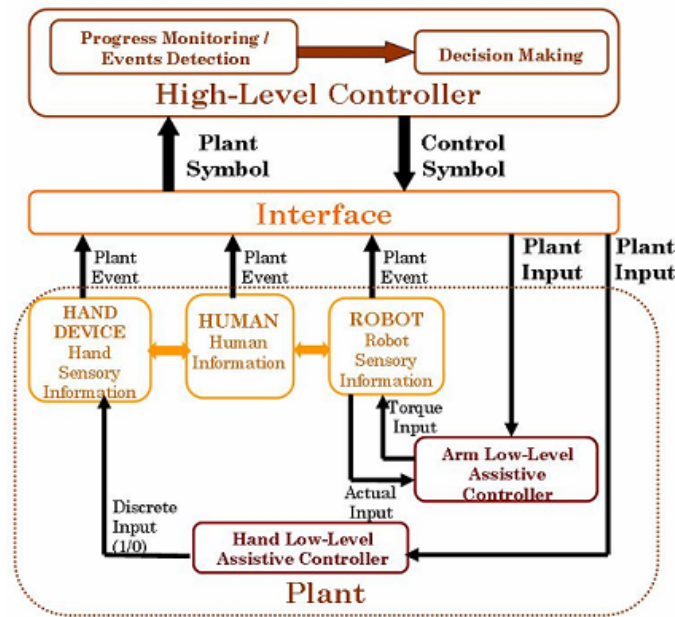 Progress Monitoring /
Events Detection
Decision Making
High-Level Controller
Plant
Symbol
Control
Symbol
Interface
Plant
Event
Plant
Event
Plant
Event
Plant
Input
Plant
Input
HAND
DEVICE
Hand
Sensory
Information
HUMAN
Human
Information
ROBOT
Robot
Sensory
Information
Torque
Input
Arm Low-Level
Assistive
Controller
Actual
Input
Discrete
Input
(1/0)
Hand Low-Level
Assistive Controller
Plant